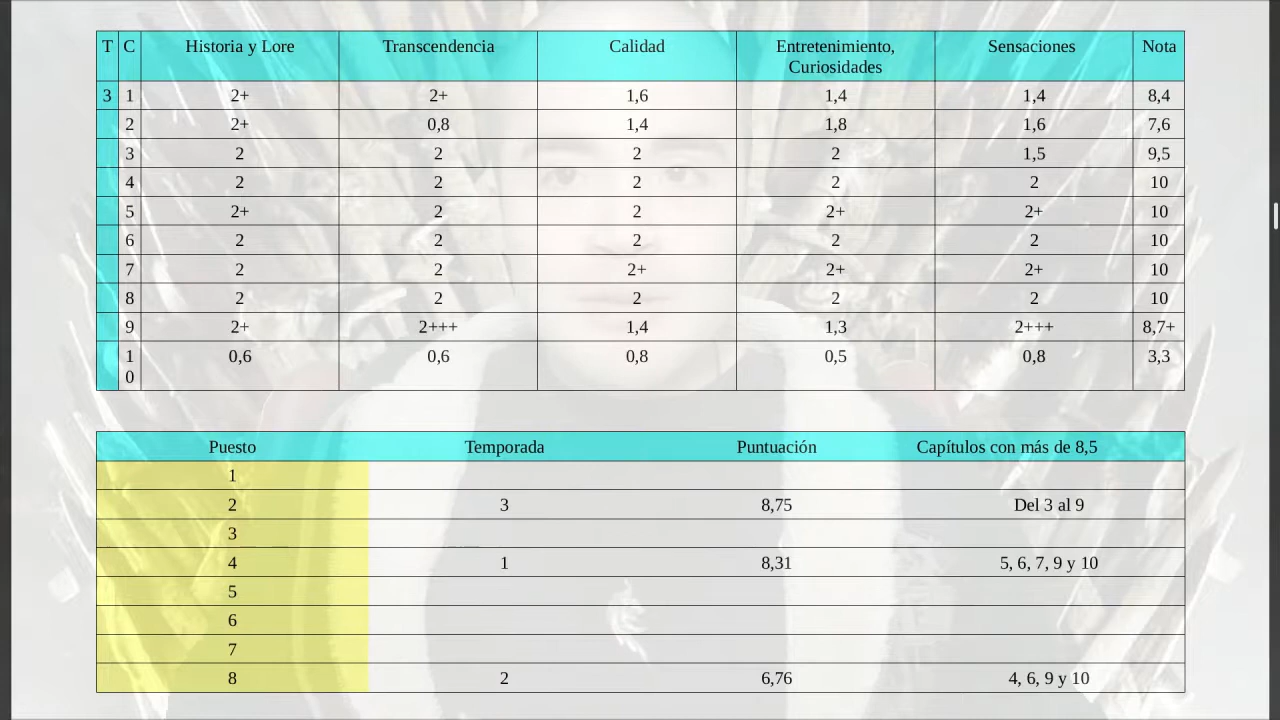 T C Historia y Lore Transcendencia Calidad Entretenimiento, Curiosidades Sensaciones Nota
3 1 2+ 2+ 1,6 1,4 1,4 8,4
2 2+ 0,8 1,4 1,8 1,6 7,6
3 2 2 2 2 1,5 9,5
4 2 2 2 2 2 10
5 2+ 2 2 2+ 2+ 10
6 2 2 2 2 2 10
7 2 2 2+ 2+ 2+ 10
8 2 2 2 2 2 10
9 2+ 2+++ 1,4 1,3 2+++ 8,7+
10 0,6 0,6 0,8 0,5 0,8 3,3
Puesto Temporada Puntuación Capítulos con más de 8,5
1
2 3 8,75 Del 3 al 9
3
4 1 8,31 5, 6, 7, 9 y 10
5
6
7
8 2 6,76 4, 6, 9 y 10